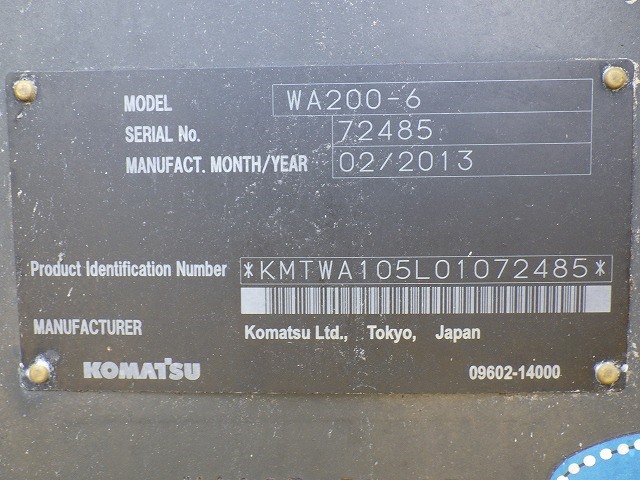 MODEL WA200-6
SERIAL No. 72485
MANUFACT. MONTH/YEAR 02/2013
Product Identification Number *KMTWA105L01072485*
MANUFACTURER Komatsu Ltd., Tokyo, Japan
KOMATSU 09602-14000